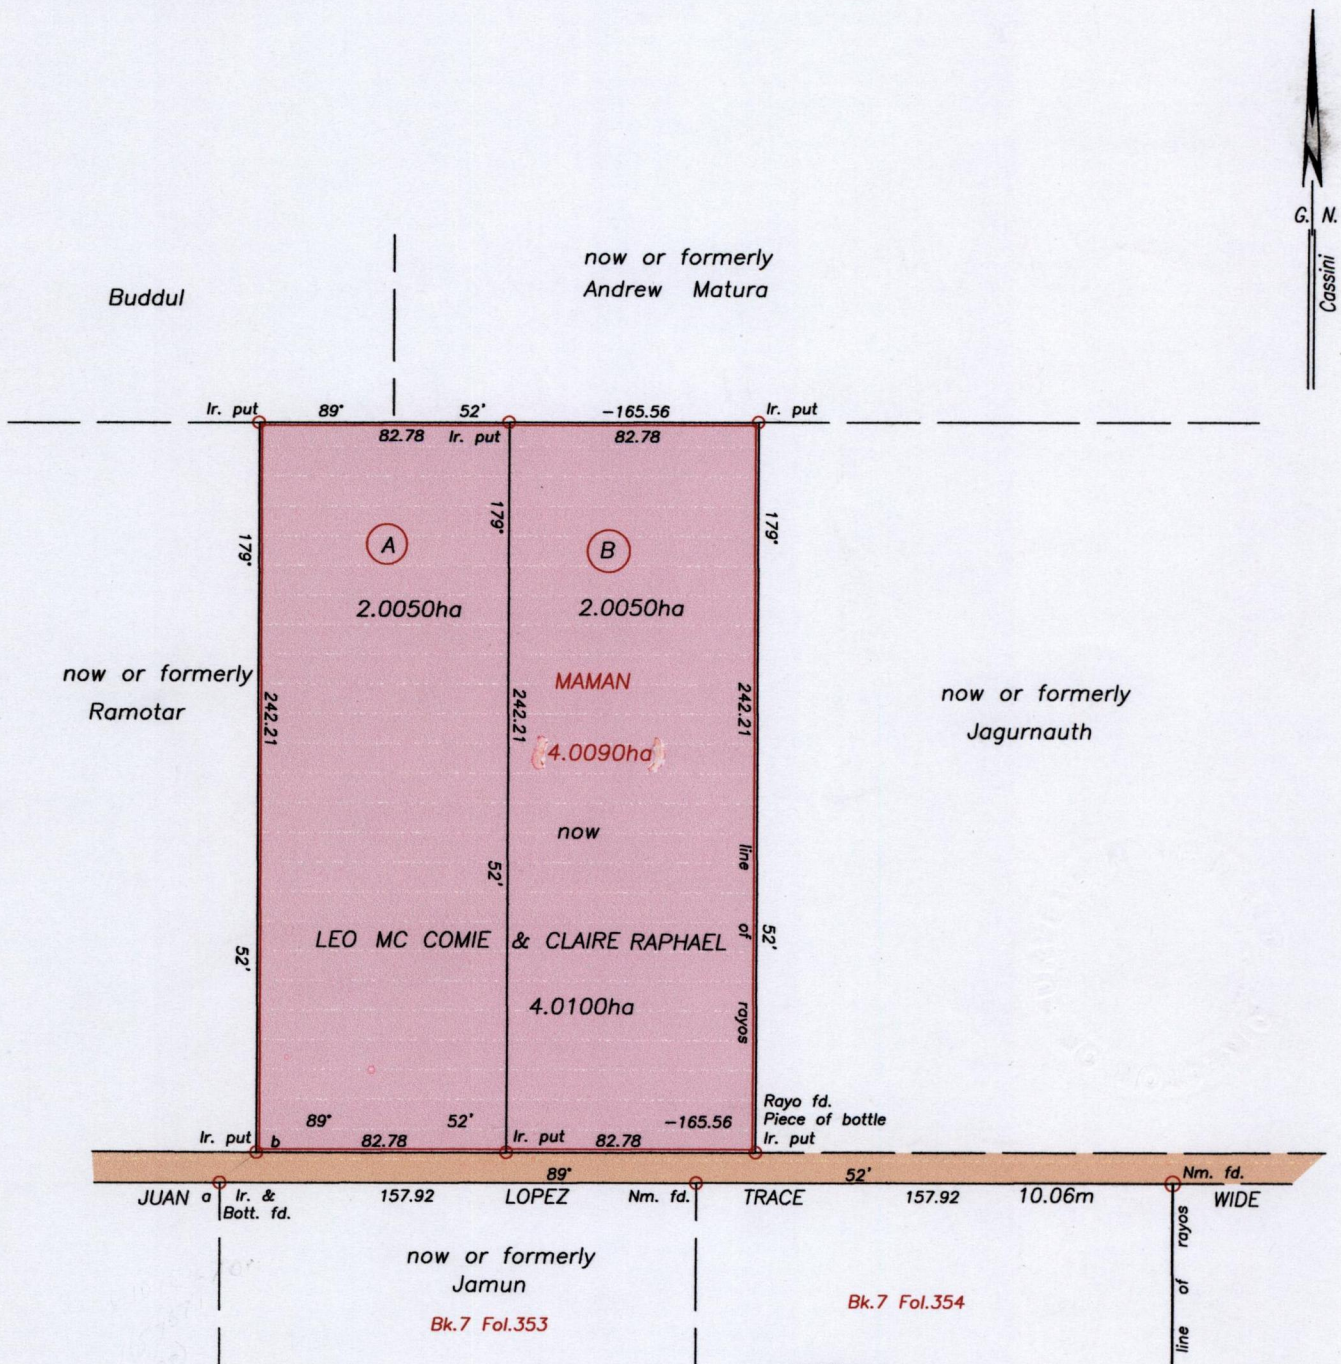 G. N.
Cassini
now or formerly
Andrew Matura
Buddul
Ir. put
89° 52' -165.56
Ir. put
82.78
Ir. put
82.78
179°
179°
179°
A
B
2.0050ha
2.0050ha
MAMAN
now or formerly
Ramotar
242.21
242.21
242.21
now or formerly
Jagurnauth
(4.0090ha)
now
52'
line of rayos
LEO MC COMIE & CLAIRE RAPHAEL
52'
52'
4.0100ha
89° 52' -165.56
Rayo fd.
Piece of bottle
Ir. put
Ir. put
b
82.78
Ir. put
82.78
89° 52'
Nm. fd.
JUAN a Ir. &
Bott. fd.
157.92
LOPEZ
Nm. fd.
TRACE
157.92
10.06m
WIDE
line of rayos
now or formerly
Jamun
Bk.7 Fol.353
Bk.7 Fol.354